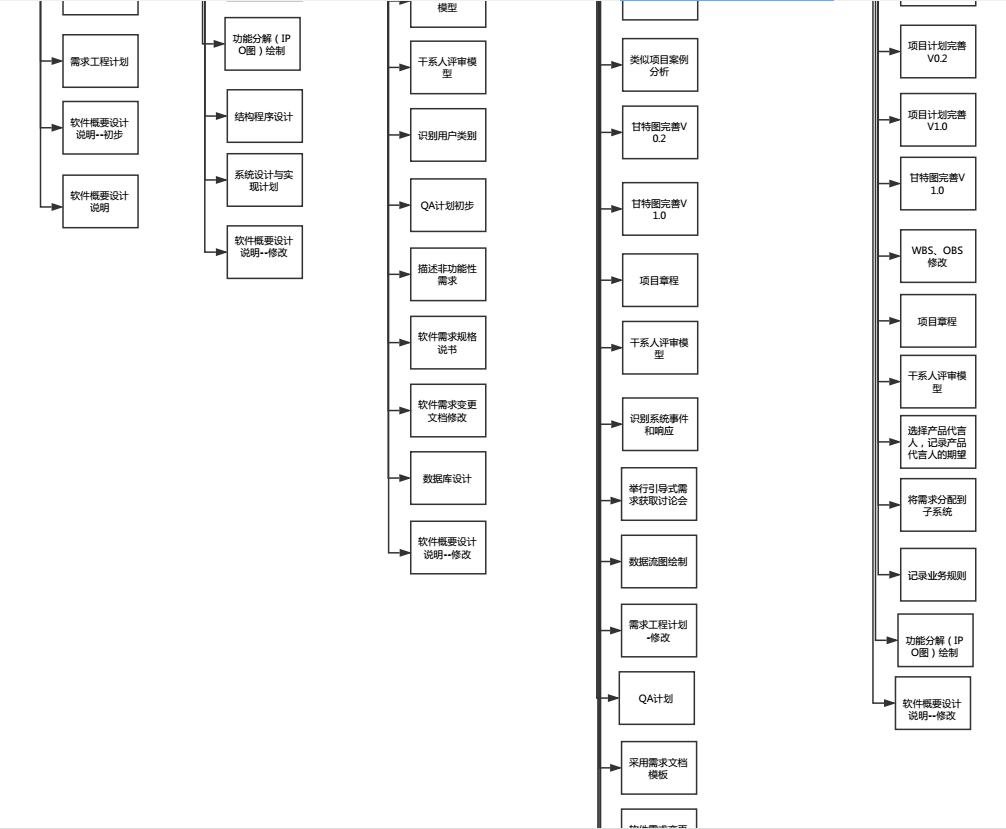 需求工程计划
软件概要设计
说明--初步
软件概要设计
说明
功能分解（IP
O图）绘制
结构程序设计
系统设计与实
现计划
软件概要设计
说明--修改
模型
干系人评审模
型
识别用户类别
QA计划初步
描述非功能性
需求
软件需求规格
说书
软件需求变更
文档修改
数据库设计
软件概要设计
说明--修改
类似项目案例
分析
甘特图完善V
0.2
甘特图完善V
1.0
项目章程
干系人评审模
型
识别系统事件
和响应
举行引导式需
求获取讨论会
数据流图绘制
需求工程计划
-修改
QA计划
采用需求文档
模板
软件需求变更
项目计划完善
V0.2
项目计划完善
V1.0
甘特图完善V
1.0
WBS、OBS
修改
项目章程
干系人评审模
型
选择产品代言
人，记录产品
代言人的期望
将需求分配到
子系统
记录业务规则
功能分解（IP
O图）绘制
软件概要设计
说明--修改